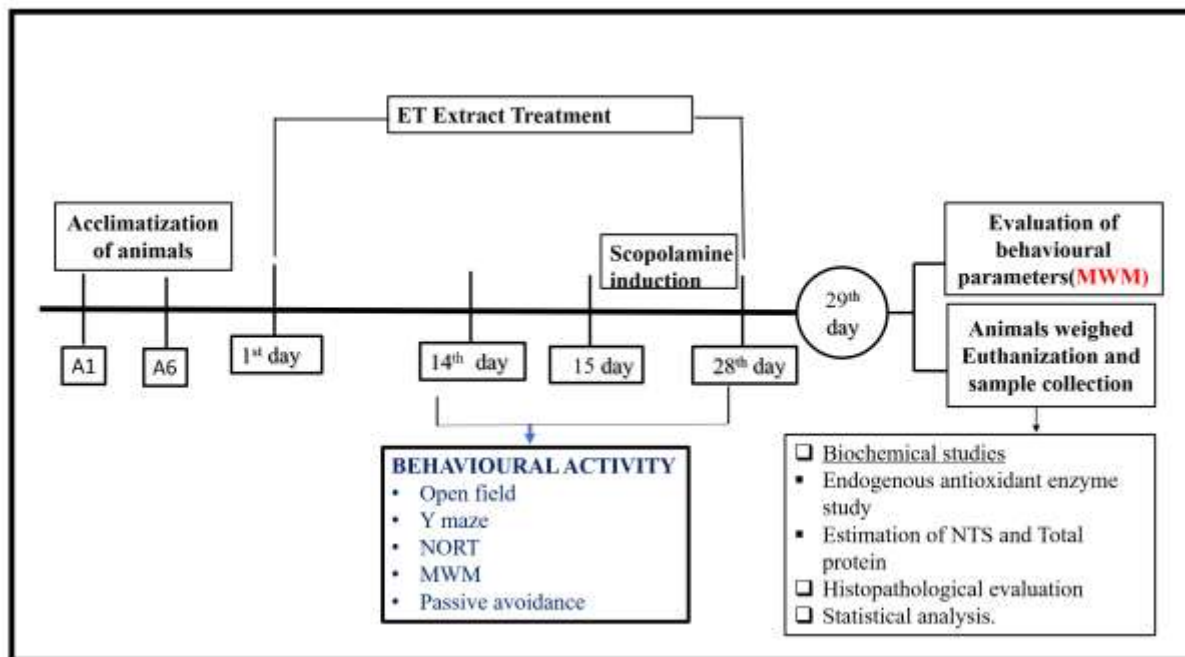 ET Extract Treatment
Acclimatization
of animals
Scopolamine
induction
Evaluation of
behavioural
parameters(MWM)
29th
day
A1
A6
1st day
14th day
15 day
28th day
Animals weighed
Euthanization and
sample collection
BEHAVIOURAL ACTIVITY
• Open field
• Y maze
• NORT
• MWM
• Passive avoidance
❑ Biochemical studies
▪ Endogenous antioxidant enzyme
study
▪ Estimation of NTS and Total
protein
❑ Histopathological evaluation
❑ Statistical analysis.